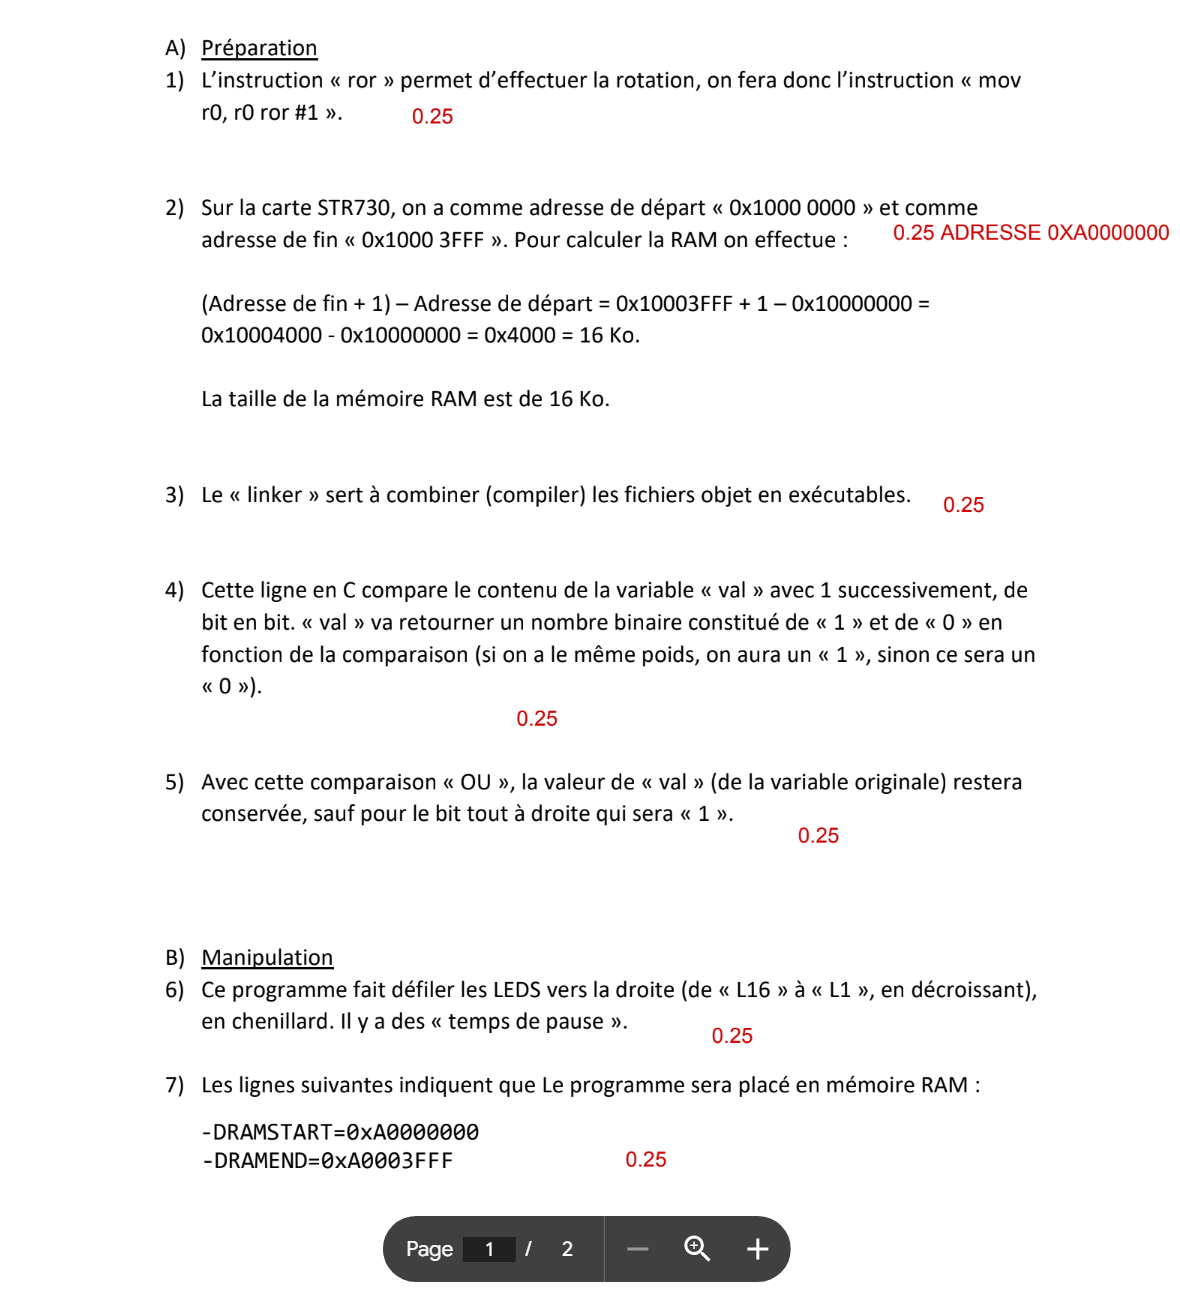 A) Préparation
1) L’instruction « ror » permet d’effectuer la rotation, on fera donc l’instruction « mov
r0, r0 ror #1 ».
0.25
2) Sur la carte STR730, on a comme adresse de départ « 0x1000 0000 » et comme
adresse de fin « 0x1000 3FFF ». Pour calculer la RAM on effectue :
0.25 ADRESSE 0XA0000000
(Adresse de fin + 1) – Adresse de départ = 0x10003FFF + 1 – 0x10000000 =
0x10004000 - 0x10000000 = 0x4000 = 16 Ko.
La taille de la mémoire RAM est de 16 Ko.
3) Le « linker » sert à combiner (compiler) les fichiers objet en exécutables.
0.25
4) Cette ligne en C compare le contenu de la variable « val » avec 1 successivement, de
bit en bit. « val » va retourner un nombre binaire constitué de « 1 » et de « 0 » en
fonction de la comparaison (si on a le même poids, on aura un « 1 », sinon ce sera un
« 0 »).
0.25
5) Avec cette comparaison « OU », la valeur de « val » (de la variable originale) restera
conservée, sauf pour le bit tout à droite qui sera « 1 ».
0.25
B) Manipulation
6) Ce programme fait défiler les LEDS vers la droite (de « L16 » à « L1 », en décroissant),
en chenillard. Il y a des « temps de pause ».
0.25
7) Les lignes suivantes indiquent que Le programme sera placé en mémoire RAM :
-DRAMSTART=0xA0000000
-DRAMEND=0xA0003FFF
0.25
Page 1 / 2